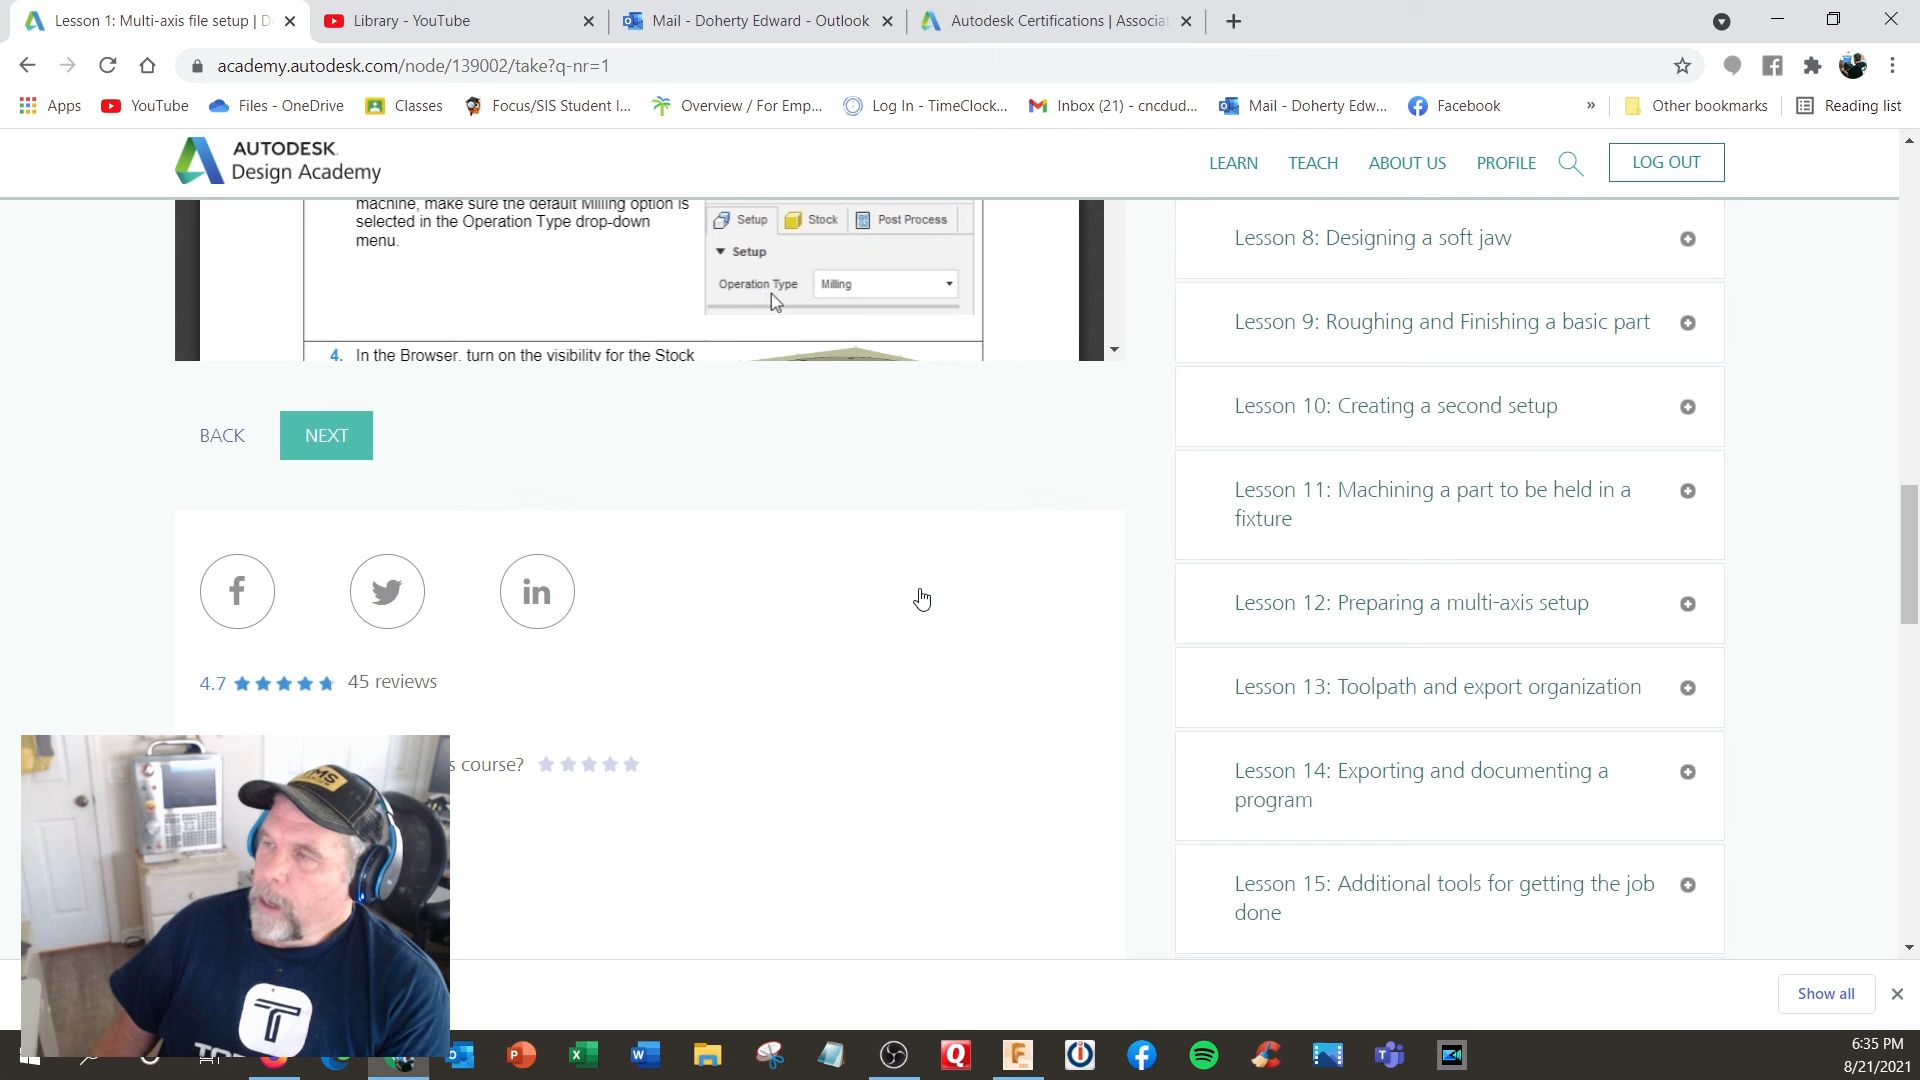 Lesson 1: Multi-axis file setup | D
Library - YouTube
Mail - Doherty Edward - Outlook
Autodesk Certifications | Associat
academy.autodesk.com/node/139002/take?q-nr=1
Apps
YouTube
Files - OneDrive
Classes
Focus/SIS Student I...
Overview / For Emp...
Log In - TimeClock...
Inbox (21) - cncdud...
Mail - Doherty Edw...
Facebook
»
Other bookmarks
Reading list
AUTODESK
Design Academy
LEARN
TEACH
ABOUT US
PROFILE
LOG OUT
machine, make sure the default Milling option is
selected in the Operation Type drop-down
menu.
Setup
Stock
Post Process
Setup
Operation Type
Milling
4. In the Browser, turn on the visibility for the Stock
BACK
NEXT
4.7
45 reviews
s course?
Lesson 8: Designing a soft jaw
Lesson 9: Roughing and Finishing a basic part
Lesson 10: Creating a second setup
Lesson 11: Machining a part to be held in a
fixture
Lesson 12: Preparing a multi-axis setup
Lesson 13: Toolpath and export organization
Lesson 14: Exporting and documenting a
program
Lesson 15: Additional tools for getting the job
done
Show all
6:35 PM
8/21/2021